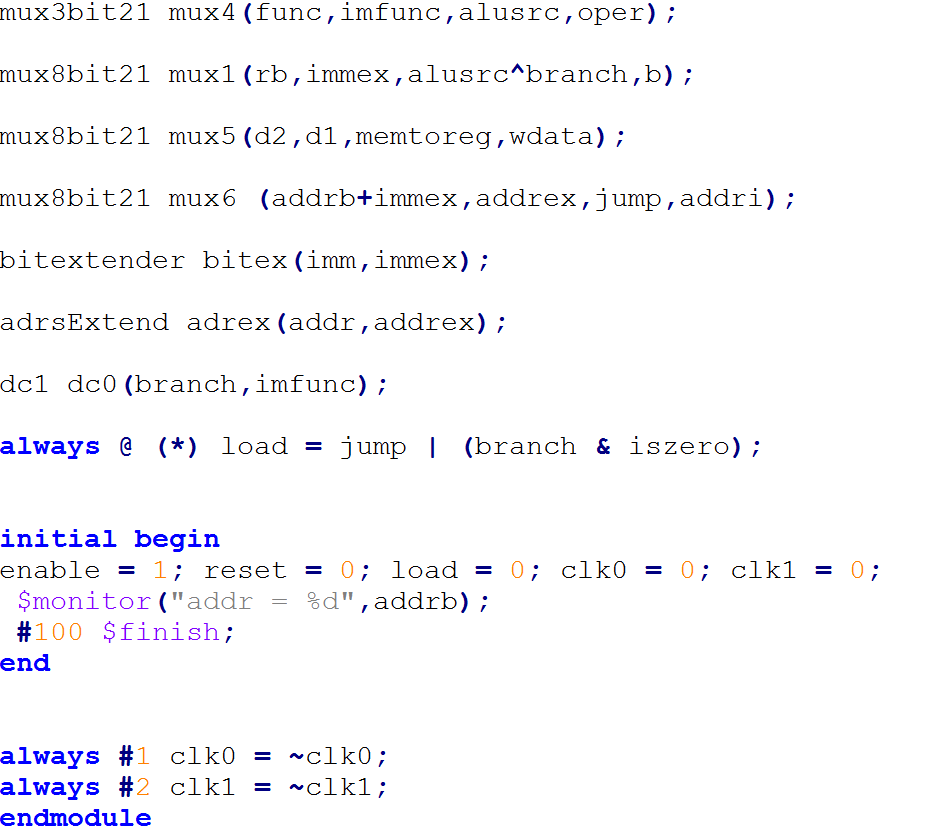 mux3bit21 mux4(func,imfunc,alusrc,oper);
mux8bit21 mux1(rb,immex,alusrc^branch,b);
mux8bit21 mux5(d2,d1,memtoreg,wdata);
mux8bit21 mux6 (addrb+immex,addrex,jump,addri);
bitextender bitex(imm,immex);
adrsExtend adrex(addr,addrex);
dc1 dc0(branch,imfunc);
always @ (*) load = jump | (branch & iszero);
initial begin
enable = 1; reset = 0; load = 0; clk0 = 0; clk1 = 0;
$monitor("addr = %d",addrb);
#100 $finish;
end
always #1 clk0 = ~clk0;
always #2 clk1 = ~clk1;
endmodule